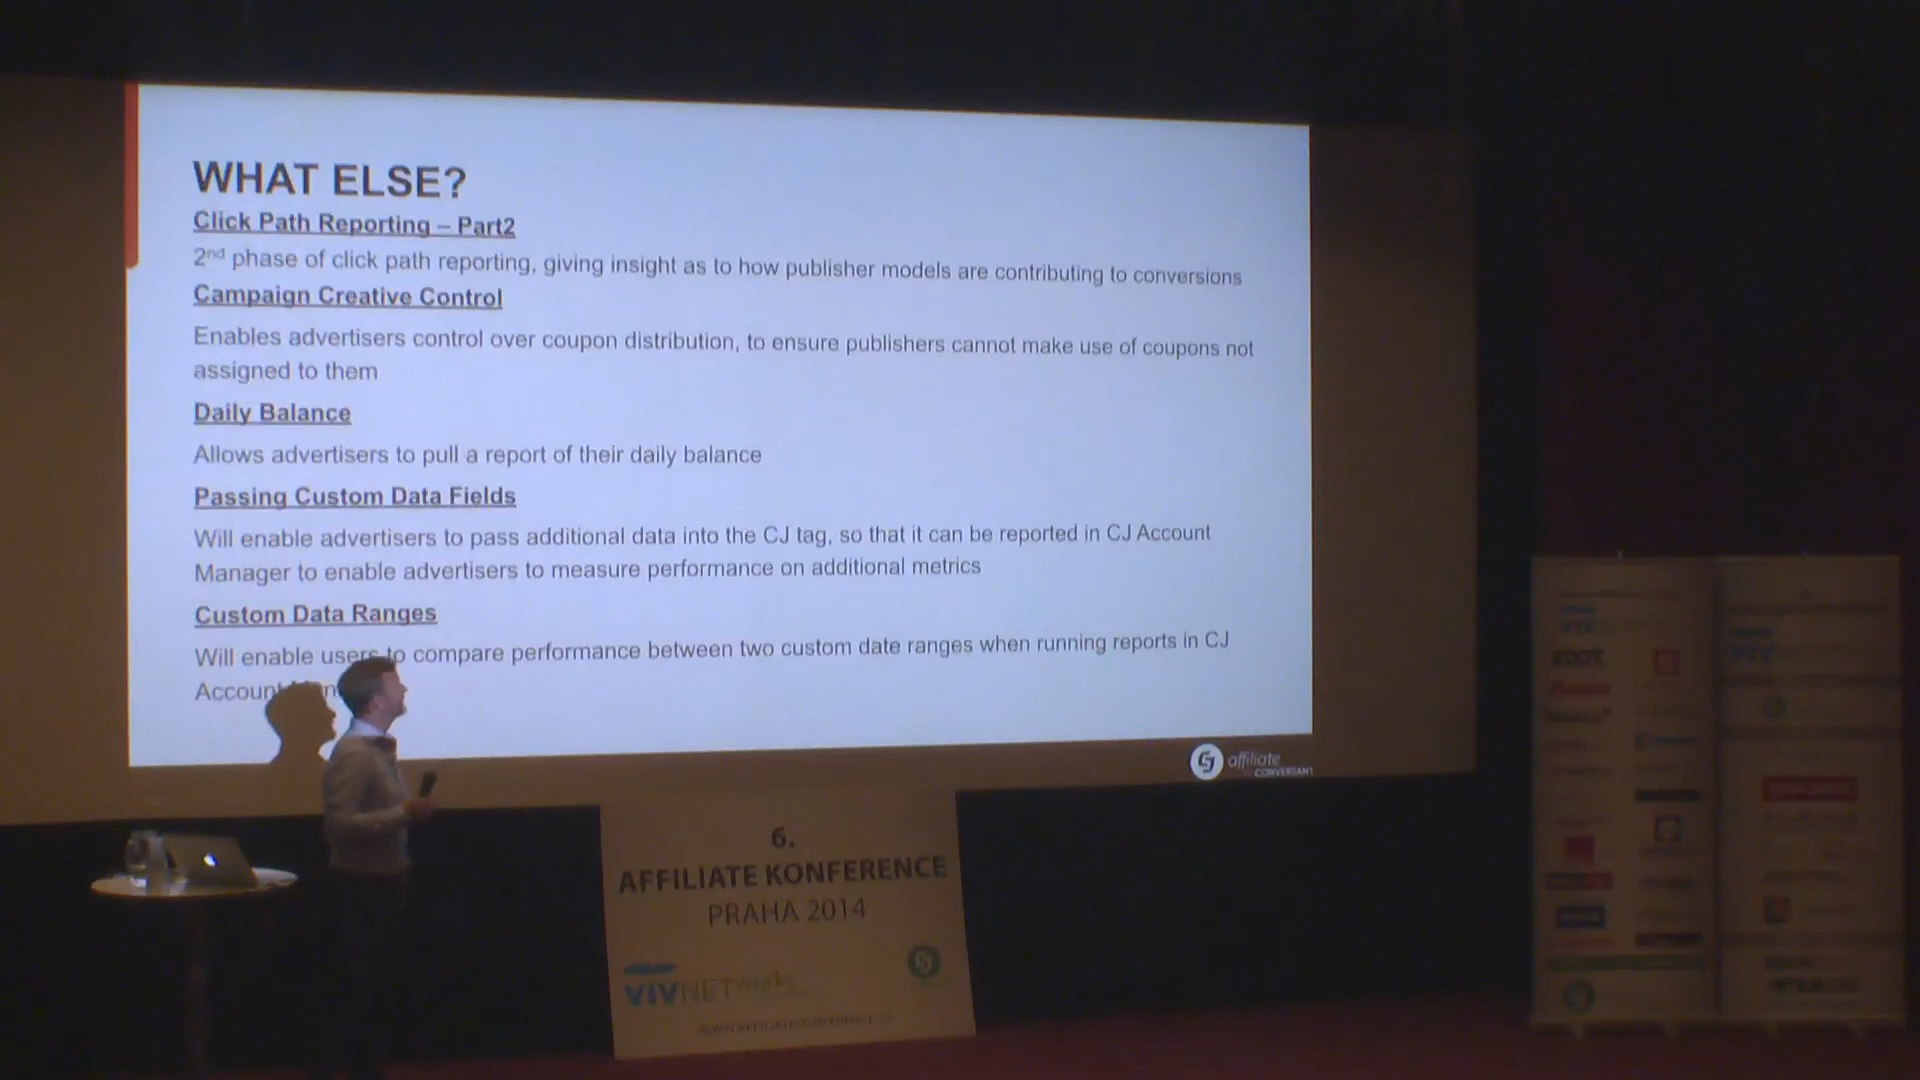 WHAT ELSE?
Click Path Reporting – Part2
2nd phase of click path reporting, giving insight as to how publisher models are contributing to conversions
Campaign Creative Control
Enables advertisers control over coupon distribution, to ensure publishers cannot make use of coupons not
assigned to them
Daily Balance
Allows advertisers to pull a report of their daily balance
Passing Custom Data Fields
Will enable advertisers to pass additional data into the CJ tag, so that it can be reported in CJ Account
Manager to enable advertisers to measure performance on additional metrics
Custom Data Ranges
Will enable users to compare performance between two custom date ranges when running reports in CJ
Account
CJ affiliate
CONVERSANT
6.
AFFILIATE KONFERENCE
PRAHA 2014
VIVNETworks
ZOOT